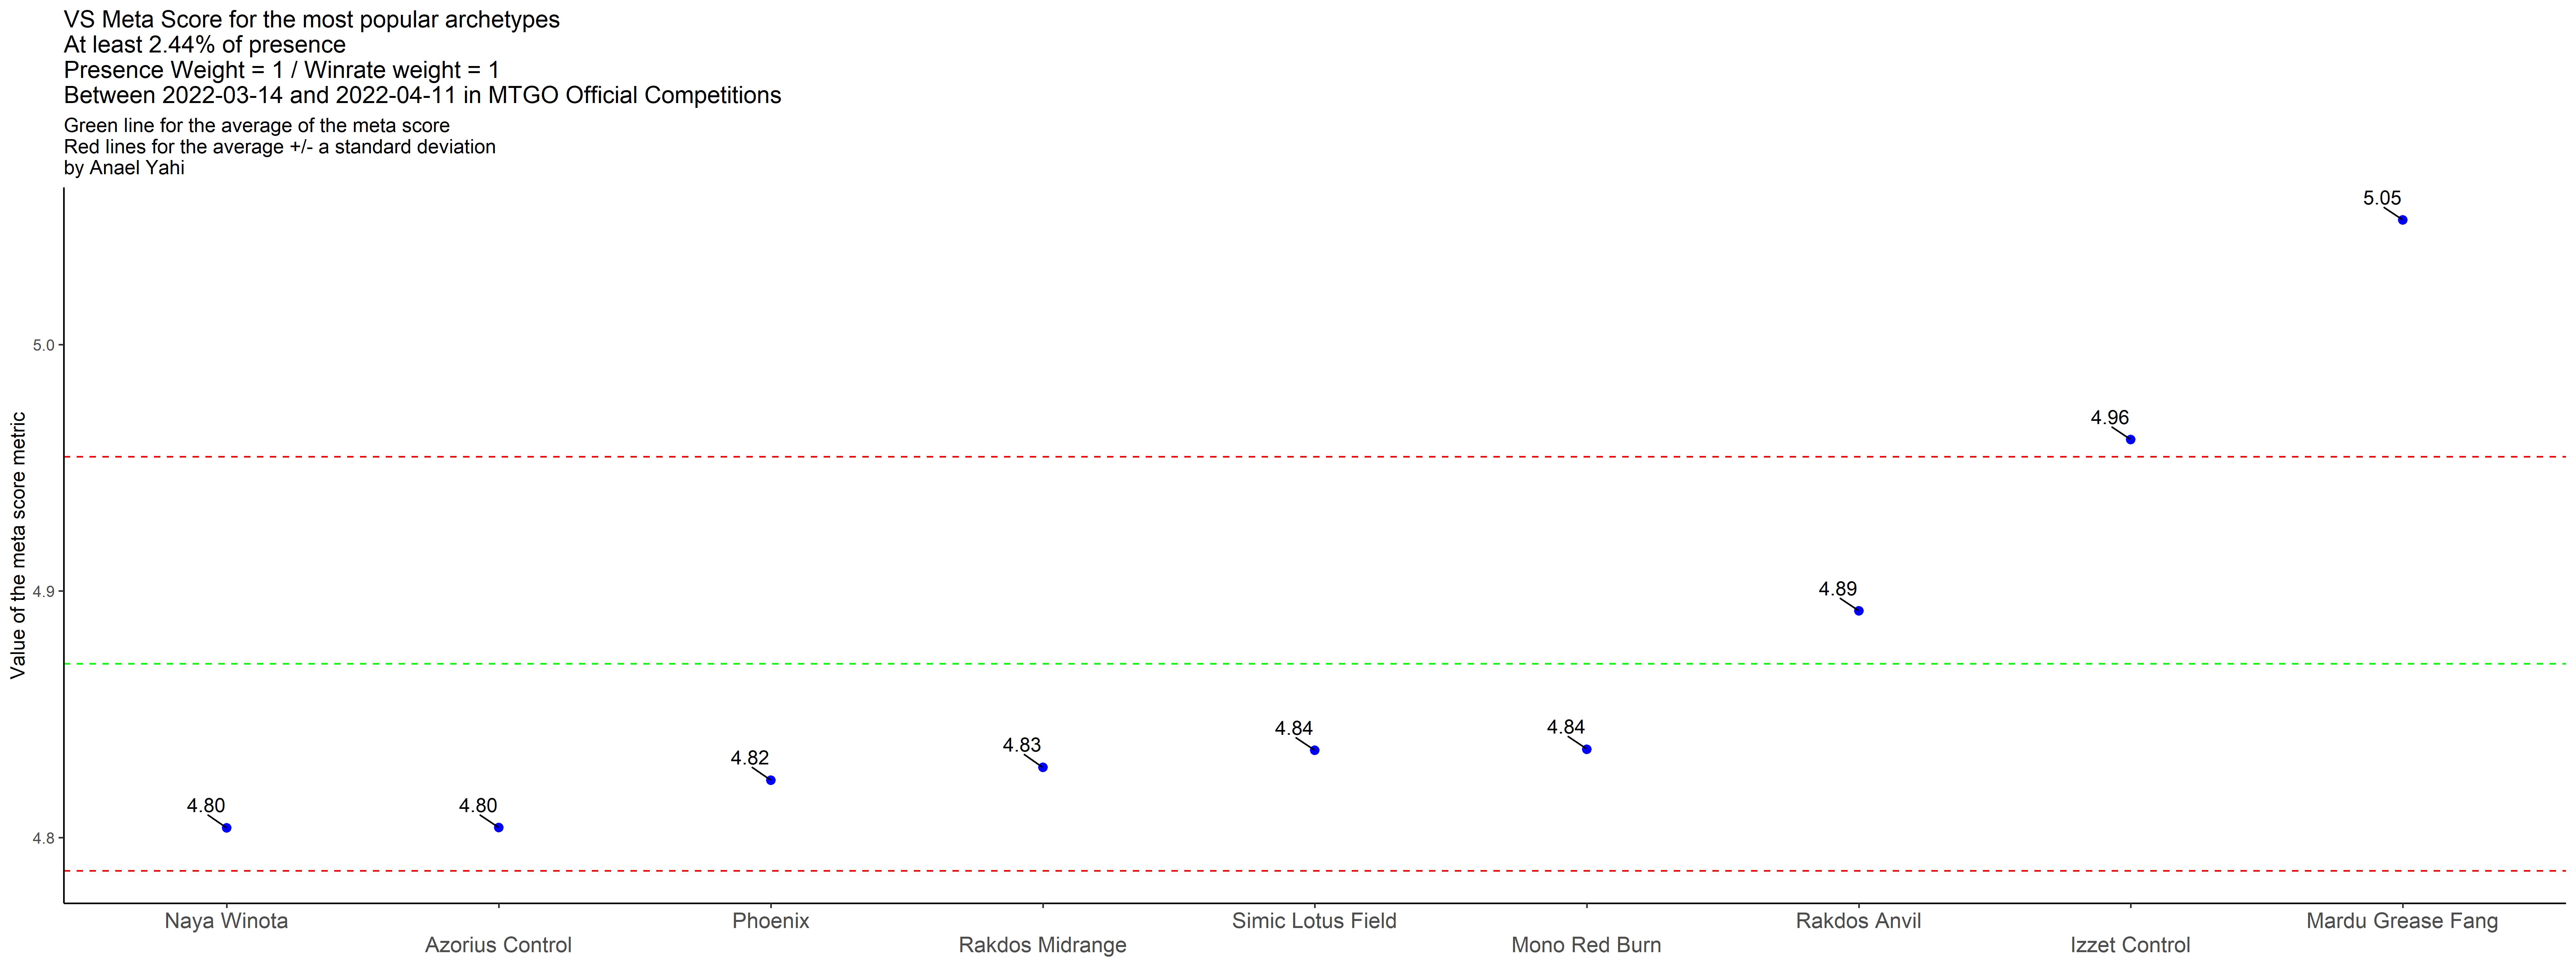 VS Meta Score for the most popular archetypes
At least 2.44% of presence
Presence Weight = 1 / Winrate weight = 1
Between 2022-03-14 and 2022-04-11 in MTGO Official Competitions
Green line for the average of the meta score
Red lines for the average +/- a standard deviation
by Anael Yahi
Value of the meta score metric
5.0
4.9
4.8
4.80
4.80
4.82
4.83
4.84
4.84
4.89
4.96
5.05
Naya Winota
Azorius Control
Phoenix
Rakdos Midrange
Simic Lotus Field
Mono Red Burn
Rakdos Anvil
Izzet Control
Mardu Grease Fang